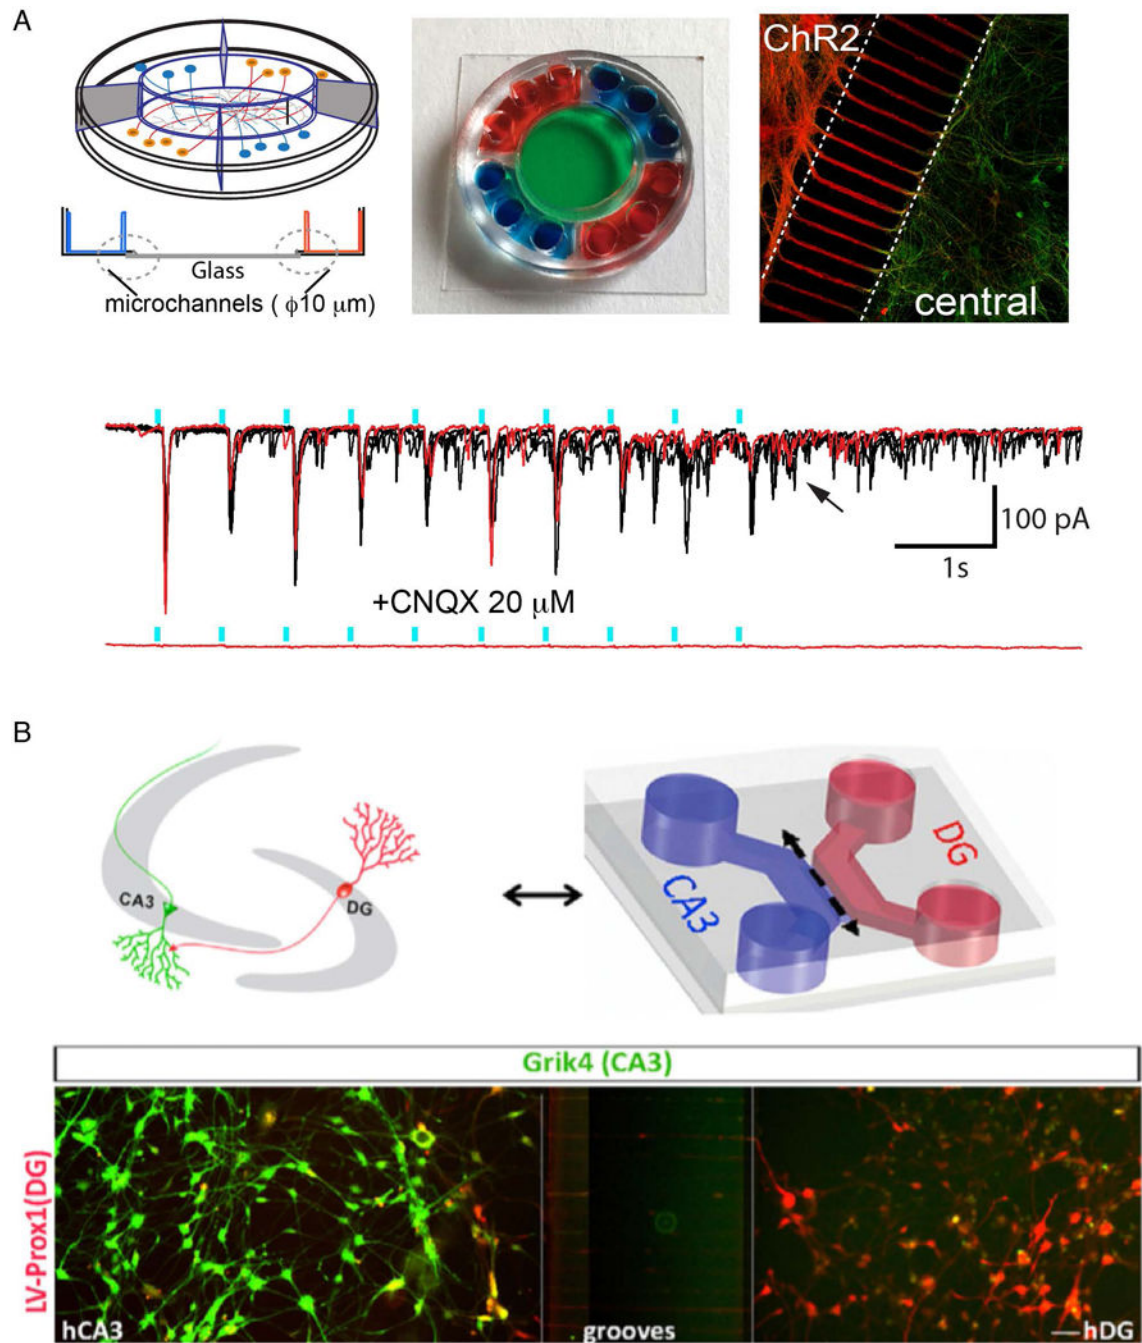 A
ChR2
Glass
microchannels ( ϕ10 μm)
central
100 pA
1s
+CNQX 20 μM
B
CA3
DG
CA3
DG
Grik4 (CA3)
LV-Prox1(DG)
hCA3
grooves
hDG